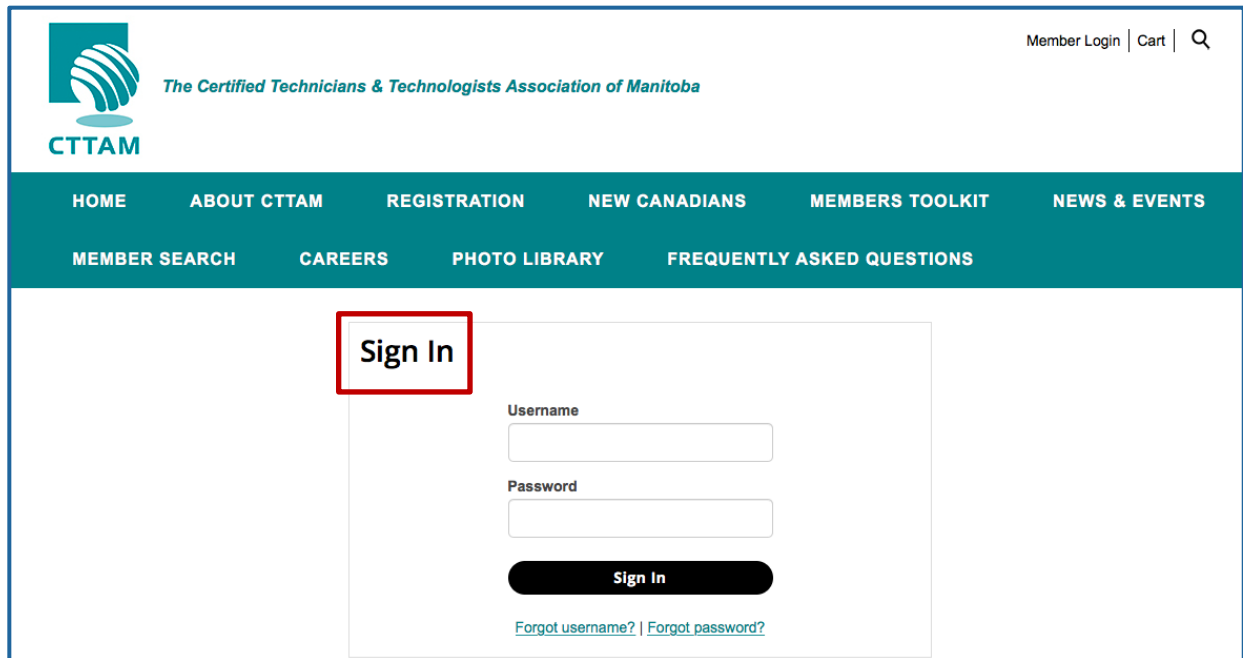 Member Login | Cart |
The Certified Technicians & Technologists Association of Manitoba
CTTAM
HOME ABOUT CTTAM REGISTRATION NEW CANADIANS MEMBERS TOOLKIT NEWS & EVENTS
MEMBER SEARCH CAREERS PHOTO LIBRARY FREQUENTLY ASKED QUESTIONS
Sign In
Username
Password
Sign In
Forgot username? | Forgot password?